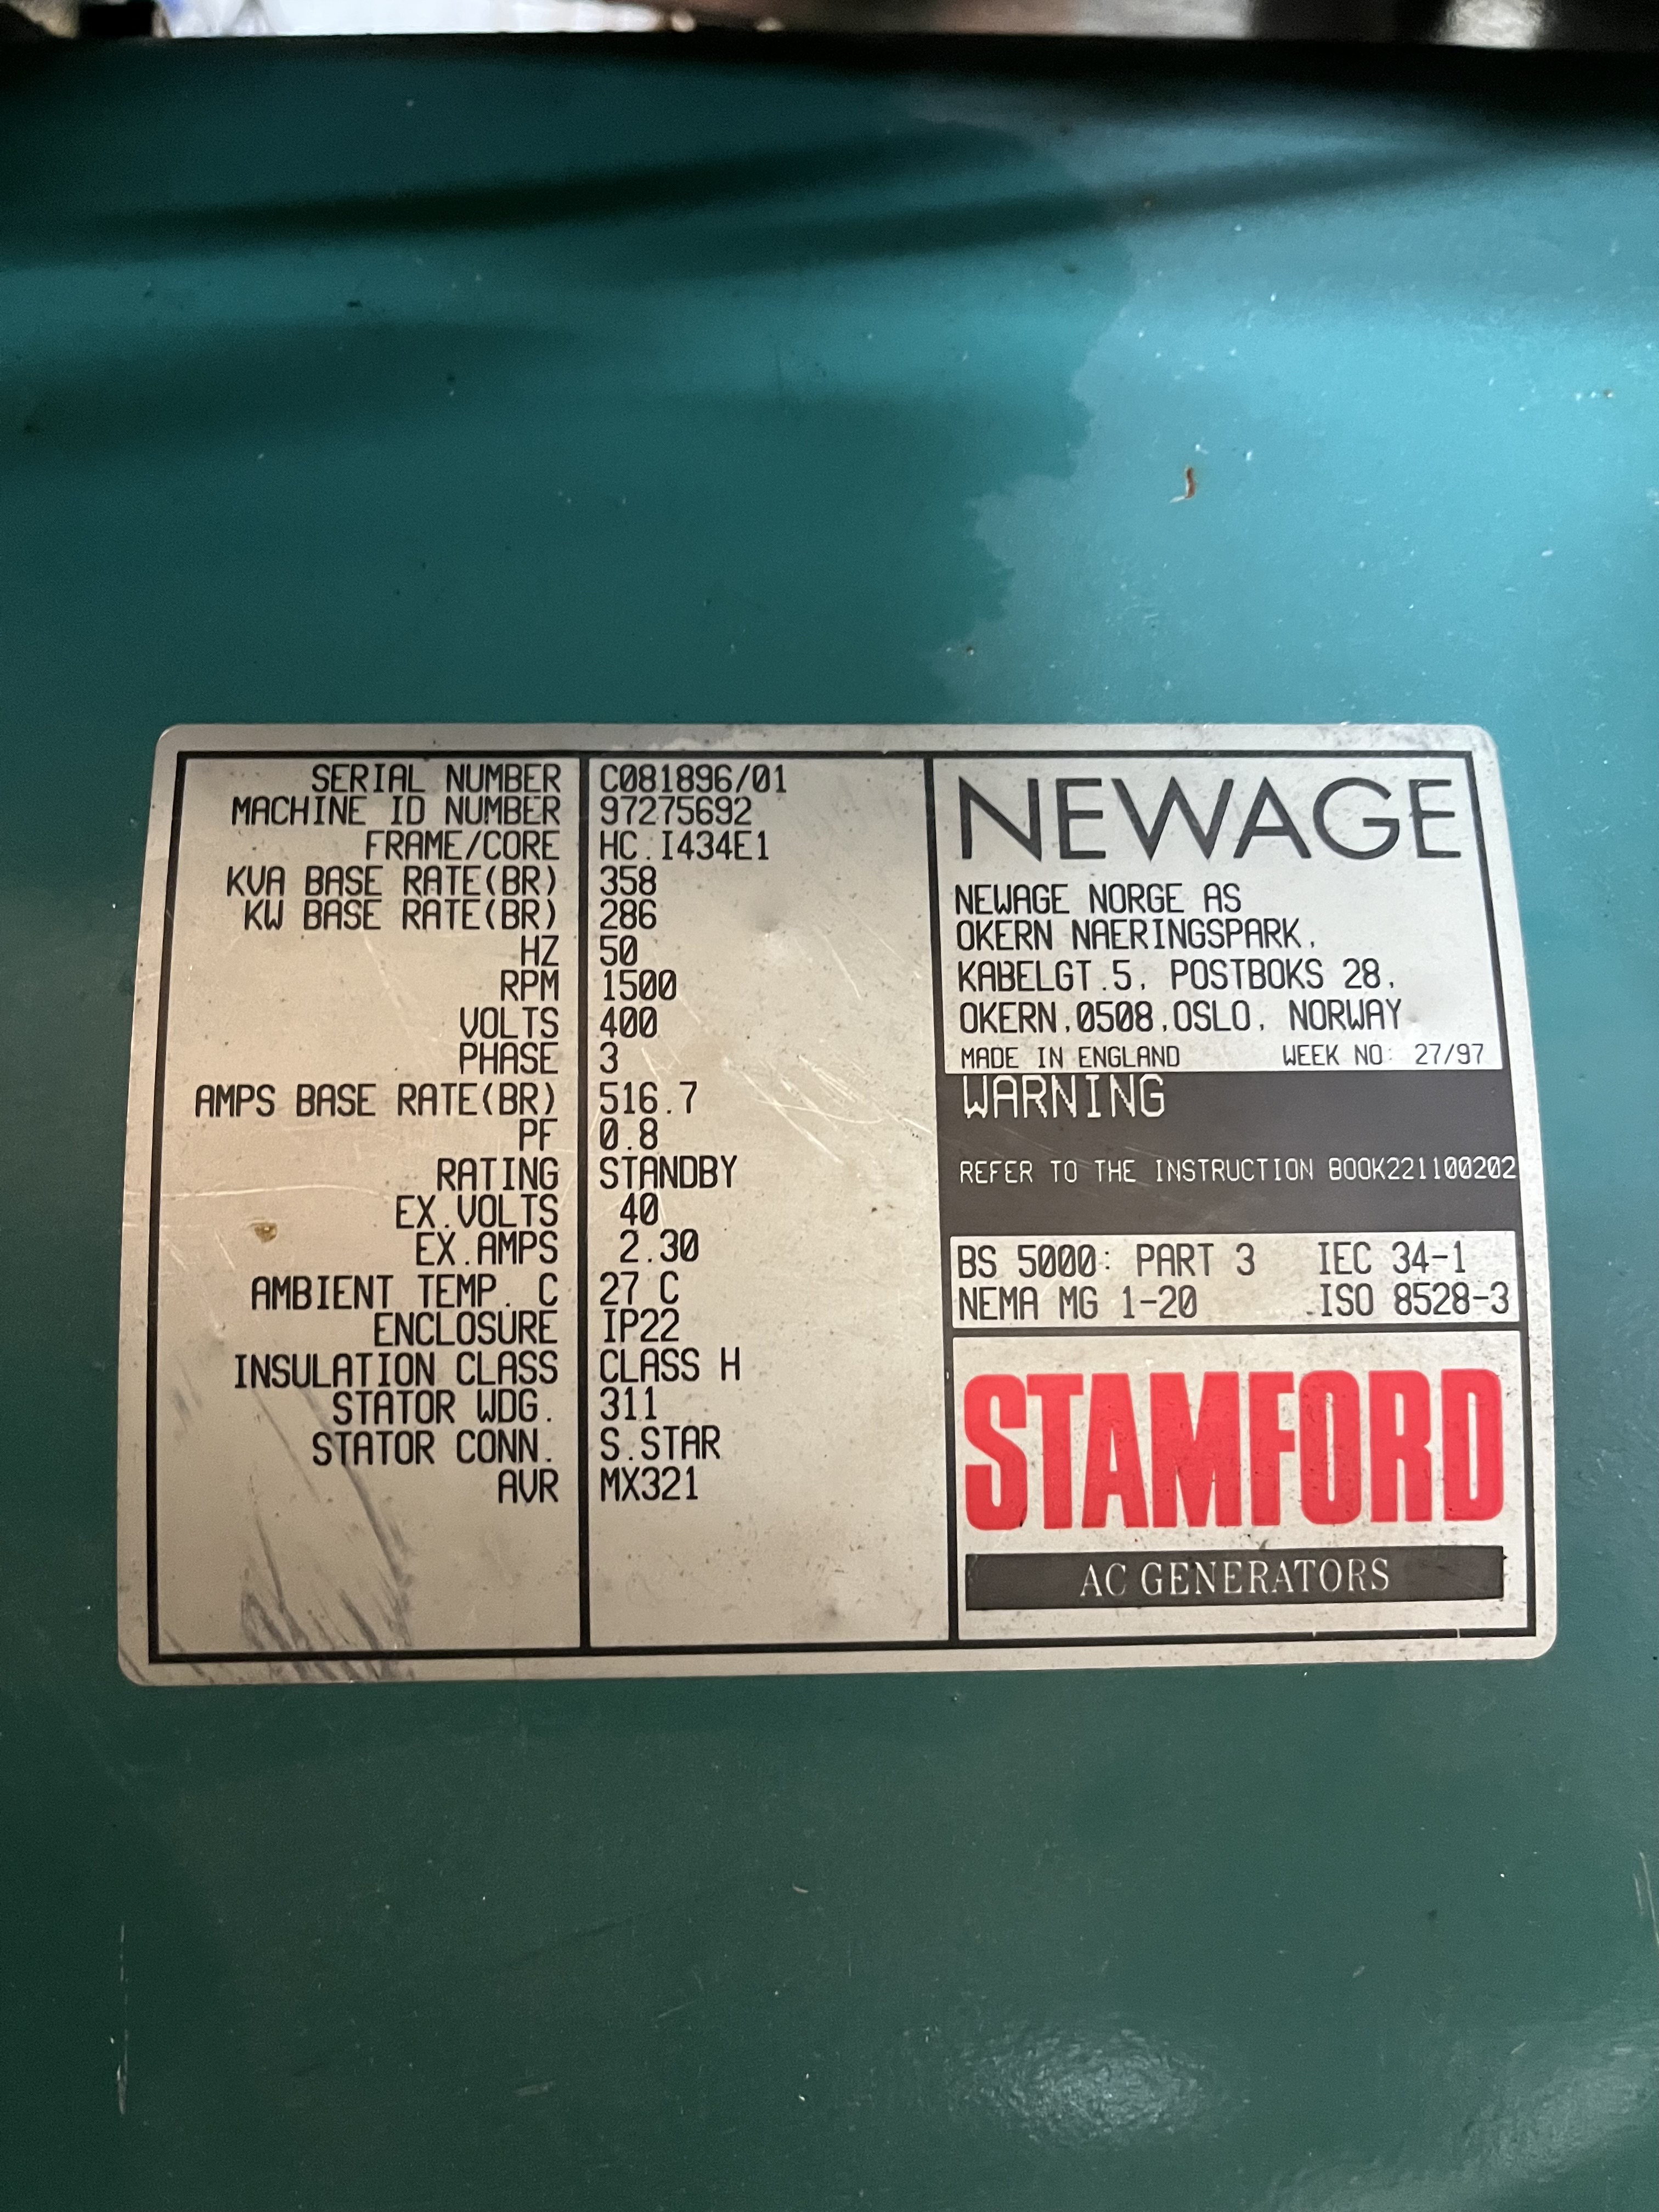 SERIAL NUMBER C081896/01
MACHINE ID NUMBER 97275692
FRAME/CORE HC.I434E1
KVA BASE RATE(BR) 358
KW BASE RATE(BR) 286
HZ 50
RPM 1500
VOLTS 400
PHASE 3
AMPS BASE RATE(BR) 516.7
PF 0.8
RATING STANDBY
EX.VOLTS 40
EX.AMPS 2.30
AMBIENT TEMP. C 27 C
ENCLOSURE IP22
INSULATION CLASS CLASS H
STATOR WDG. 311
STATOR CONN. S.STAR
AVR MX321
NEWAGE
NEWAGE NORGE AS
OKERN NAERINGSPARK,
KABELGT.5, POSTBOKS 28,
OKERN,0508,OSLO, NORWAY
MADE IN ENGLAND WEEK NO: 27/97
WARNING
REFER TO THE INSTRUCTION BOOK221100202
BS 5000: PART 3 IEC 34-1
NEMA MG 1-20 .ISO 8528-3
STAMFORD
AC GENERATORS